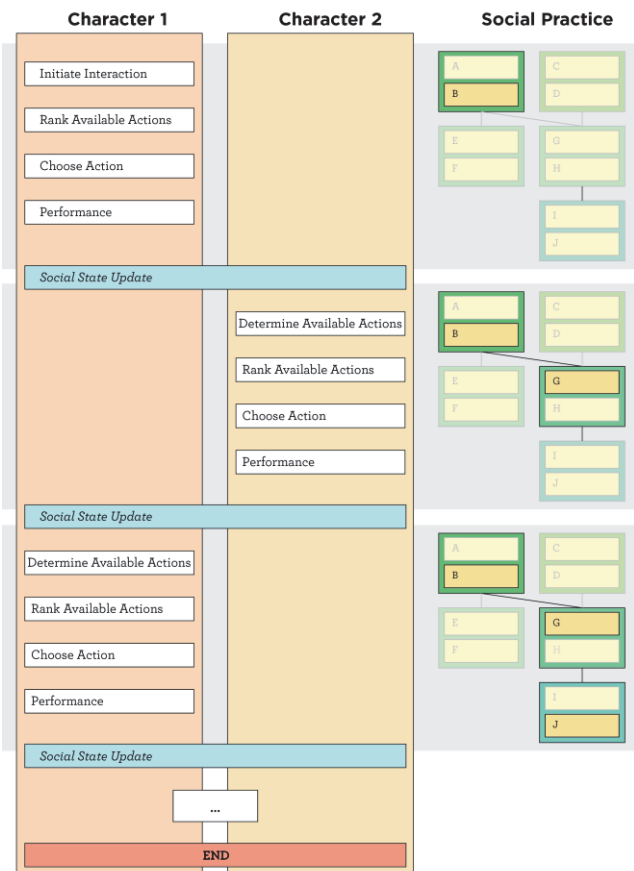 Character 1
Character 2
Social Practice
Initiate Interaction
Rank Available Actions
Choose Action
Performance
A
B
C
D
E
F
G
H
I
J
Social State Update
Determine Available Actions
Rank Available Actions
Choose Action
Performance
A
B
C
D
E
F
G
H
I
J
Social State Update
Determine Available Actions
Rank Available Actions
Choose Action
Performance
A
B
C
D
E
F
G
H
I
J
Social State Update
...
END